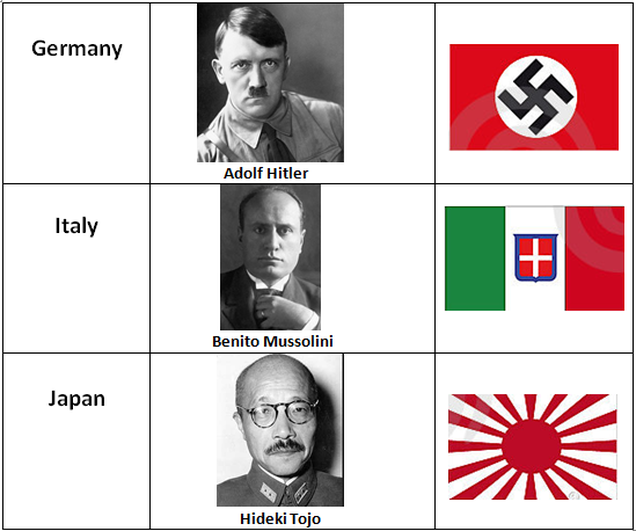 Germany
Adolf Hitler
Italy
Benito Mussolini
Japan
Hideki Tojo